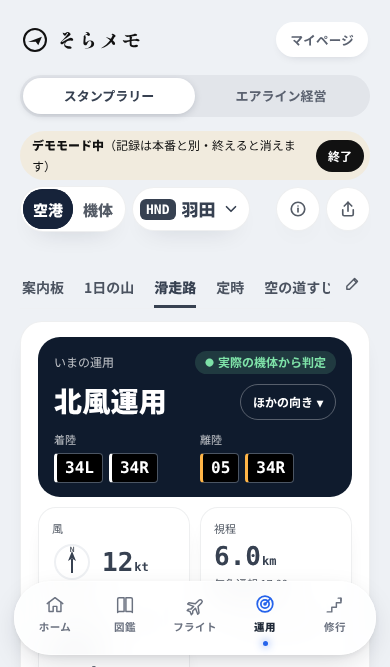 そらメモ
マイページ
スタンプラリー
エアライン経営
デモモード中（記録は本番と別・終えると消えます）
終了
空港
機体
HND 羽田
案内板
1日の山
滑走路
定時
空の道すじ
いまの運用
実際の機体から判定
北風運用
ほかの向き ▾
着陸
離陸
34L
34R
05
34R
風
視程
N
12kt
6.0km
ホーム
図鑑
フライト
運用
修行